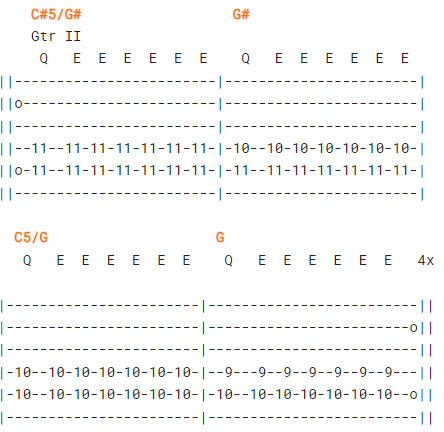 C#5/G#                  G#
Gtr II
    Q   E  E  E  E  E  E    Q   E  E  E  E  E  E
||------------------------|------------------------|
||o-----------------------|------------------------|
||------------------------|------------------------|
||--11--11-11-11-11-11-11-|-10--10-10-10-10-10-10-|
||o-11--11-11-11-11-11-11-|-11--11-11-11-11-11-11-|
||------------------------|------------------------|
C5/G                    G
  Q   E  E  E  E  E  E    Q   E  E  E  E  E  E   4x
|-----------------------|-------------------------||
|-----------------------|------------------------o||
|-----------------------|-------------------------||
|-10--10-10-10-10-10-10-|--9---9--9--9--9--9--9---||
|-10--10-10-10-10-10-10-|-10--10-10-10-10-10-10--o||
|-----------------------|-------------------------||